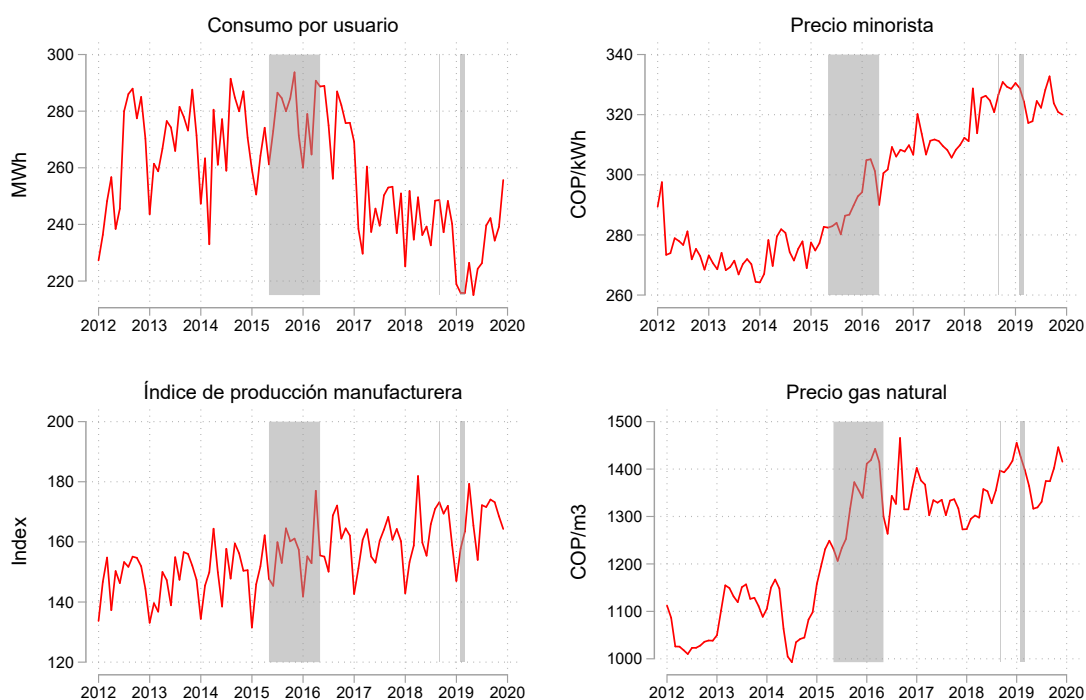 Consumo por usuario
MWh
300
280
260
240
220
2012 2013 2014 2015 2016 2017 2018 2019 2020
Precio minorista
COP/kWh
340
320
300
280
260
2012 2013 2014 2015 2016 2017 2018 2019 2020
Índice de producción manufacturera
Index
200
180
160
140
120
2012 2013 2014 2015 2016 2017 2018 2019 2020
Precio gas natural
COP/m3
1500
1400
1300
1200
1100
1000
2012 2013 2014 2015 2016 2017 2018 2019 2020